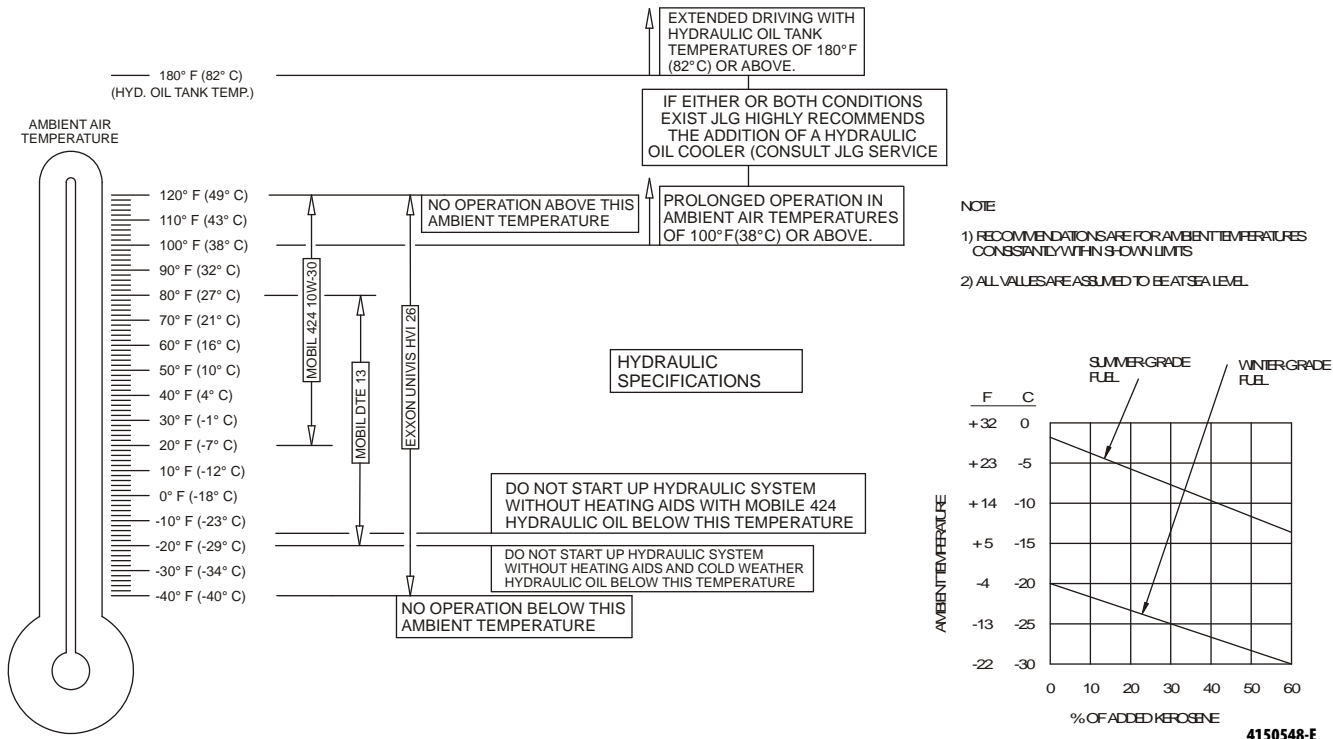 EXTENDED DRIVING WITH
HYDRAULIC OIL TANK
TEMPERATURES OF 180°F
(82°C) OR ABOVE.
180° F (82° C)
(HYD. OIL TANK TEMP.)
IF EITHER OR BOTH CONDITIONS
EXIST JLG HIGHLY RECOMMENDS
THE ADDITION OF A HYDRAULIC
OIL COOLER (CONSULT JLG SERVICE
AMBIENT AIR
TEMPERATURE
120° F (49° C)
110° F (43° C)
100° F (38° C)
90° F (32° C)
80° F (27° C)
70° F (21° C)
60° F (16° C)
50° F (10° C)
40° F (4° C)
30° F (-1° C)
20° F (-7° C)
10° F (-12° C)
0° F (-18° C)
-10° F (-23° C)
-20° F (-29° C)
-30° F (-34° C)
-40° F (-40° C)
MOBIL 424 10W-30
MOBIL DTE 13
EXXON UNIVIS HVI 26
NO OPERATION ABOVE THIS
AMBIENT TEMPERATURE
PROLONGED OPERATION IN
AMBIENT AIR TEMPERATURES
OF 100°F(38°C) OR ABOVE.
HYDRAULIC
SPECIFICATIONS
DO NOT START UP HYDRAULIC SYSTEM
WITHOUT HEATING AIDS WITH MOBILE 424
HYDRAULIC OIL BELOW THIS TEMPERATURE
DO NOT START UP HYDRAULIC SYSTEM
WITHOUT HEATING AIDS AND COLD WEATHER
HYDRAULIC OIL BELOW THIS TEMPERATURE
NO OPERATION BELOW THIS
AMBIENT TEMPERATURE
NOTE:
1) RECOMMENDATIONS ARE FOR AMBIENT TEMPERATURES
CONSISTANTLY WITHIN SHOWN LIMITS
2) ALL VALUES ARE ASSUMED TO BE AT SEA LEVEL.
SUMMER-GRADE
FUEL
WINTER-GRADE
FUEL
F C
+32 0
+23 -5
+14 -10
+5 -15
-4 -20
-13 -25
-22 -30
AMBIENT TEMPERATURE
0 10 20 30 40 50 60
% OF ADDED KEROSENE
4150548-E